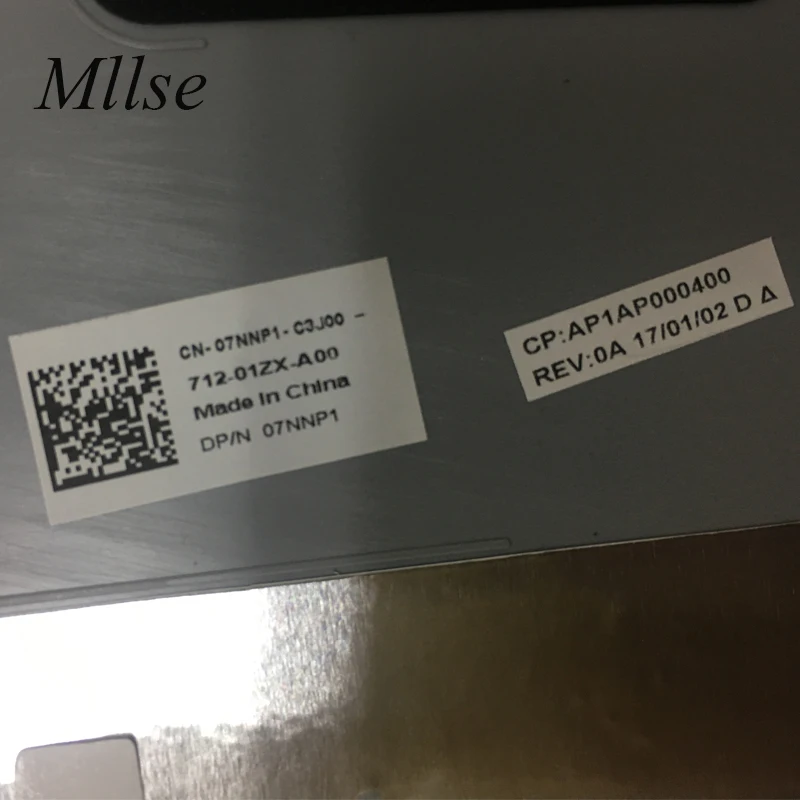 Mllse
CN-07NNP1-C3J00 -
712-01ZX-A00
Made in China
DP/N 07NNP1
CP:AP1AP000400
REV:0A 17/01/02 D Δ